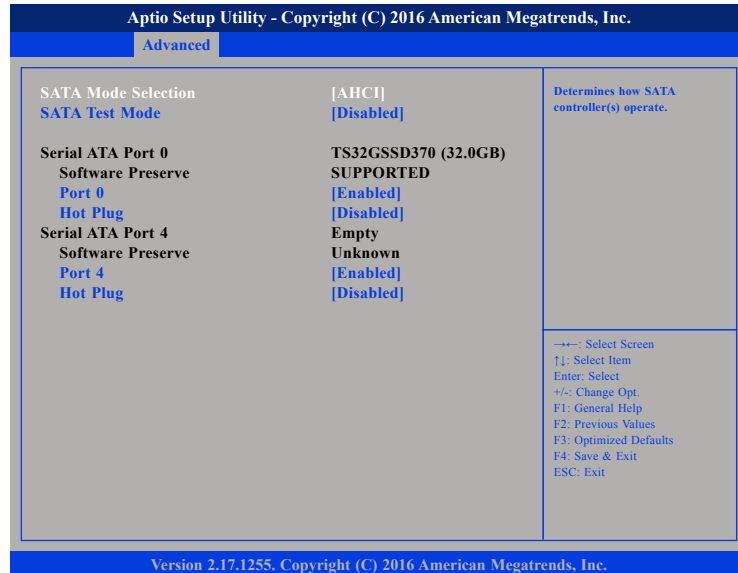 Aptio Setup Utility - Copyright (C) 2016 American Megatrends, Inc.
Advanced
SATA Mode Selection [AHCI]
SATA Test Mode [Disabled]
Serial ATA Port 0 TS32GSSD370 (32.0GB)
Software Preserve SUPPORTED
Port 0 [Enabled]
Hot Plug [Disabled]
Serial ATA Port 4 Empty
Software Preserve Unknown
Port 4 [Enabled]
Hot Plug [Disabled]
Determines how SATA
controller(s) operate.
→←: Select Screen
↑↓: Select Item
Enter: Select
+/-: Change Opt.
F1: General Help
F2: Previous Values
F3: Optimized Defaults
F4: Save & Exit
ESC: Exit
Version 2.17.1255. Copyright (C) 2016 American Megatrends, Inc.